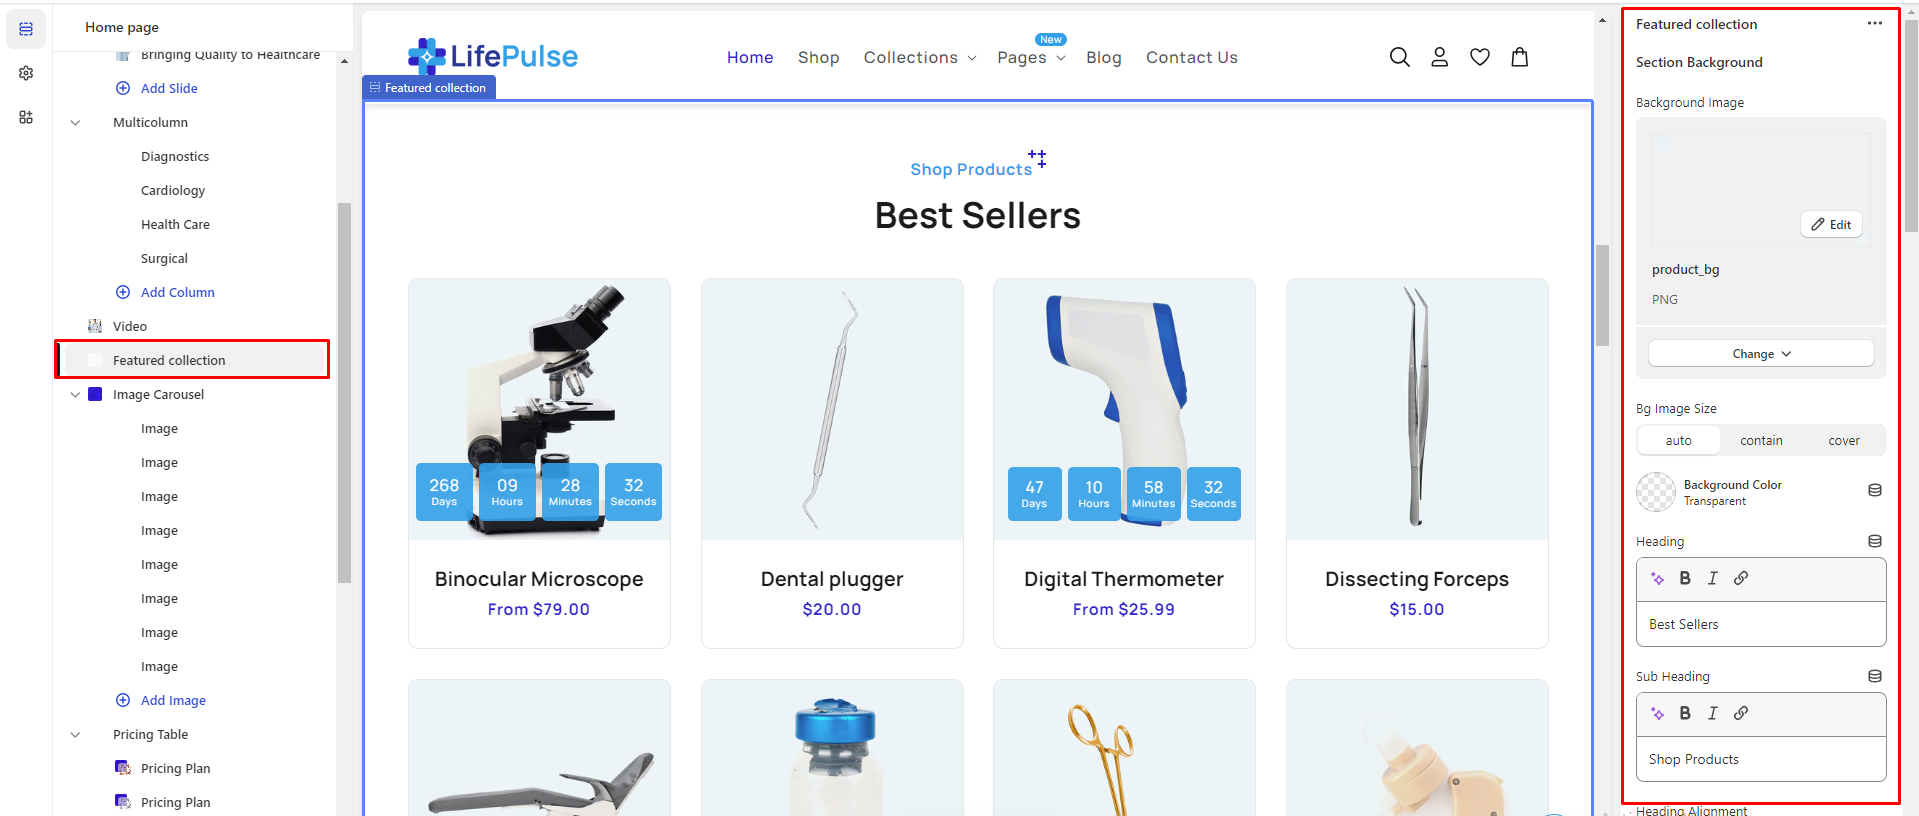 Home page
Bringing Quality to Healthcare
Add Slide
Multicolumn
Diagnostics
Cardiology
Health Care
Surgical
Add Column
Video
Featured collection
Image Carousel
Image
Image
Image
Image
Image
Image
Image
Image
Add Image
Pricing Table
Pricing Plan
Pricing Plan
LifePulse
Home
Shop
Collections
Pages
New
Blog
Contact Us
Featured collection
Shop Products
Best Sellers
268 09 28 32
Days Hours Minutes Seconds
47 10 58 32
Days Hours Minutes Seconds
Binocular Microscope
From $79.00
Dental plugger
$20.00
Digital Thermometer
From $25.99
Dissecting Forceps
$15.00
Featured collection
Section Background
Background Image
Edit
product_bg
PNG
Change
Bg Image Size
auto contain cover
Background Color
Transparent
Heading
B I
Best Sellers
Sub Heading
B I
Shop Products
Heading Alignment